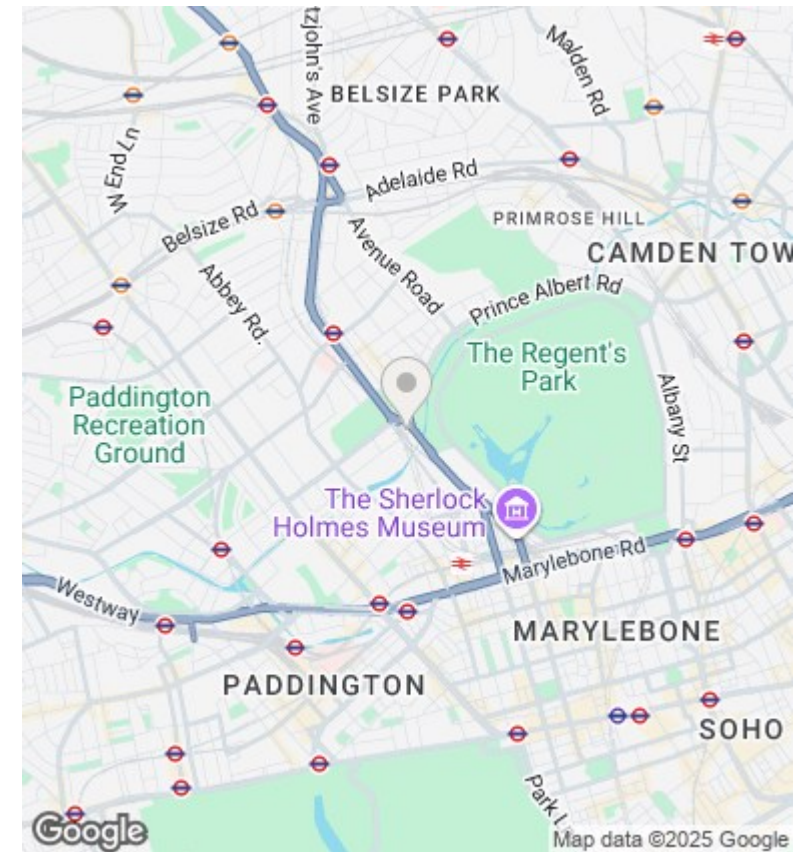 tzjohn's Ave
Malden Rd
BELSIZE PARK
W End Ln
Adelaide Rd
Belsize Rd
PRIMROSE HILL
Avenue Road
CAMDEN TOW
Abbey Rd.
Prince Albert Rd
The Regent's
Park
Albany St
Paddington
Recreation
Ground
The Sherlock
Holmes Museum
Marylebone Rd
Westway
MARYLEBONE
PADDINGTON
SOHO
Park L
Google
Map data ©2025 Google